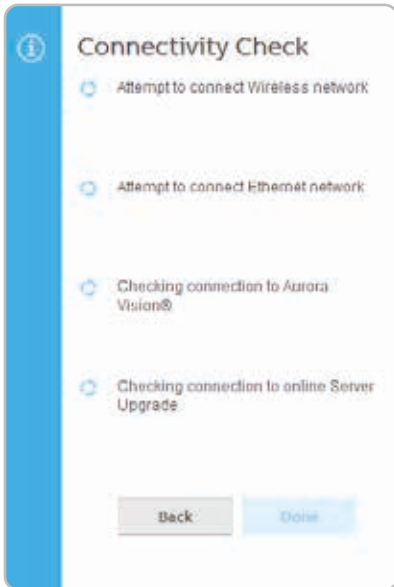 Connectivity Check
Attempt to connect Wireless network
Attempt to connect Ethernet network
Checking connection to Aurora
Vision®
Checking connection to online Server
Upgrade
Back
Done